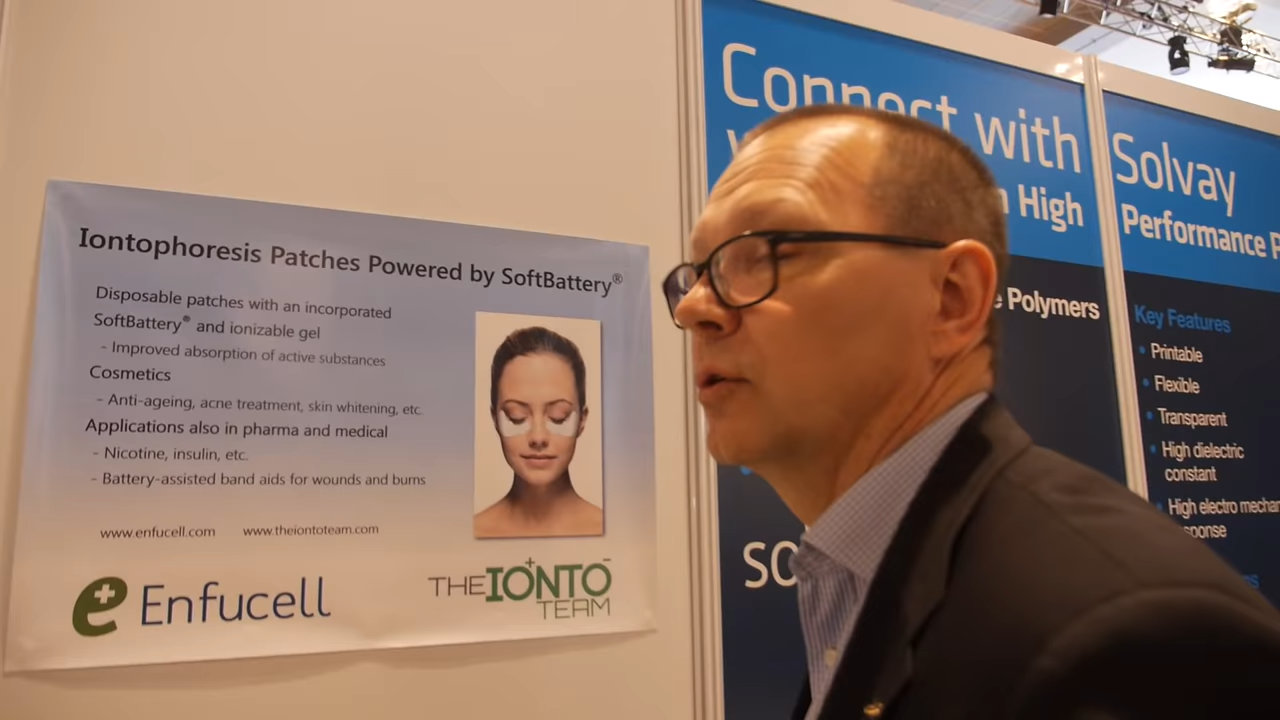 Iontophoresis Patches Powered by SoftBattery®
Disposable patches with an incorporated
SoftBattery® and ionizable gel
- Improved absorption of active substances
Cosmetics
- Anti-ageing, acne treatment, skin whitening, etc.
Applications also in pharma and medical
- Nicotine, insulin, etc.
- Battery-assisted band aids for wounds and burns
www.enfucell.com www.theiontoteam.com
Enfucell
THE IONTO
TEAM
Connect with
High
Polymers
SO
Solvay
Performance P
Key Features
• Printable
• Flexible
• Transparent
• High dielectric
constant
• High electro mechan
sponse